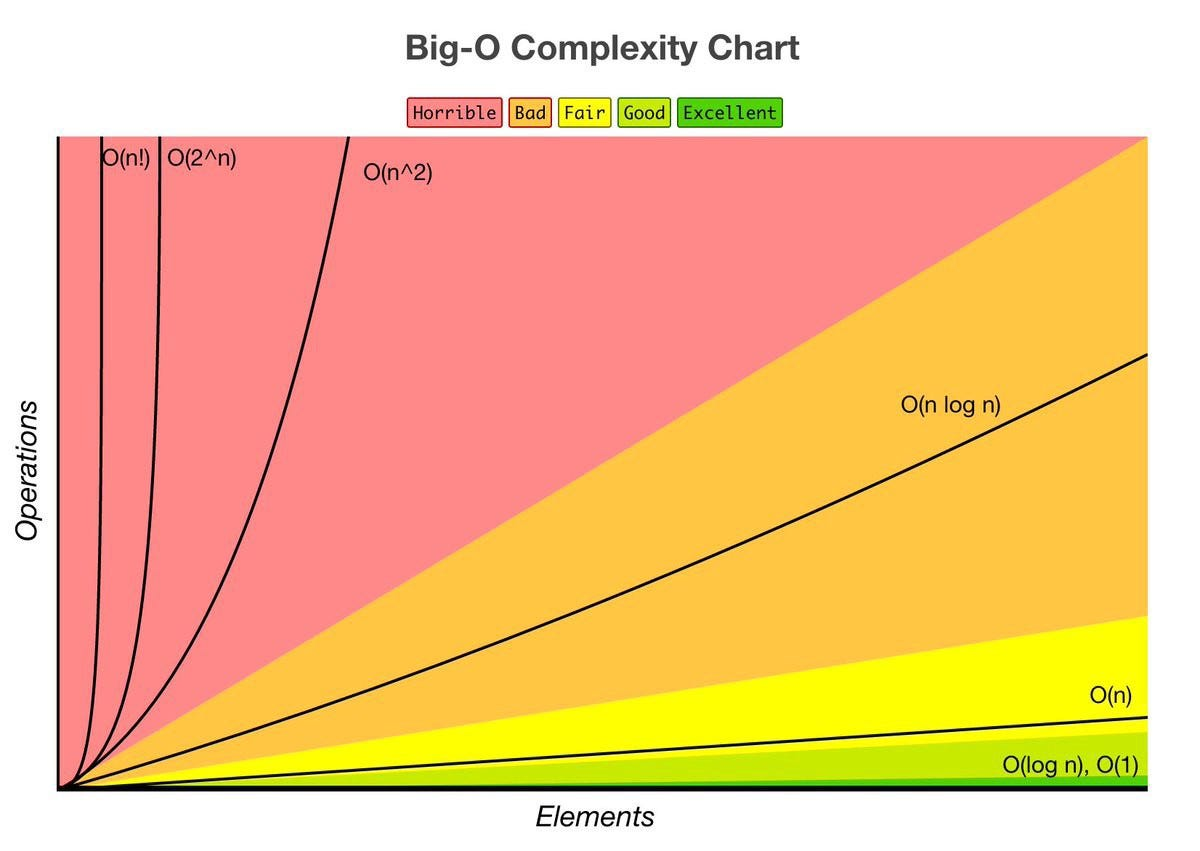 Big-O Complexity Chart
Horrible Bad Fair Good Excellent
O(n!) O(2^n)
O(n^2)
O(n log n)
O(n)
O(log n), O(1)
Operations
Elements